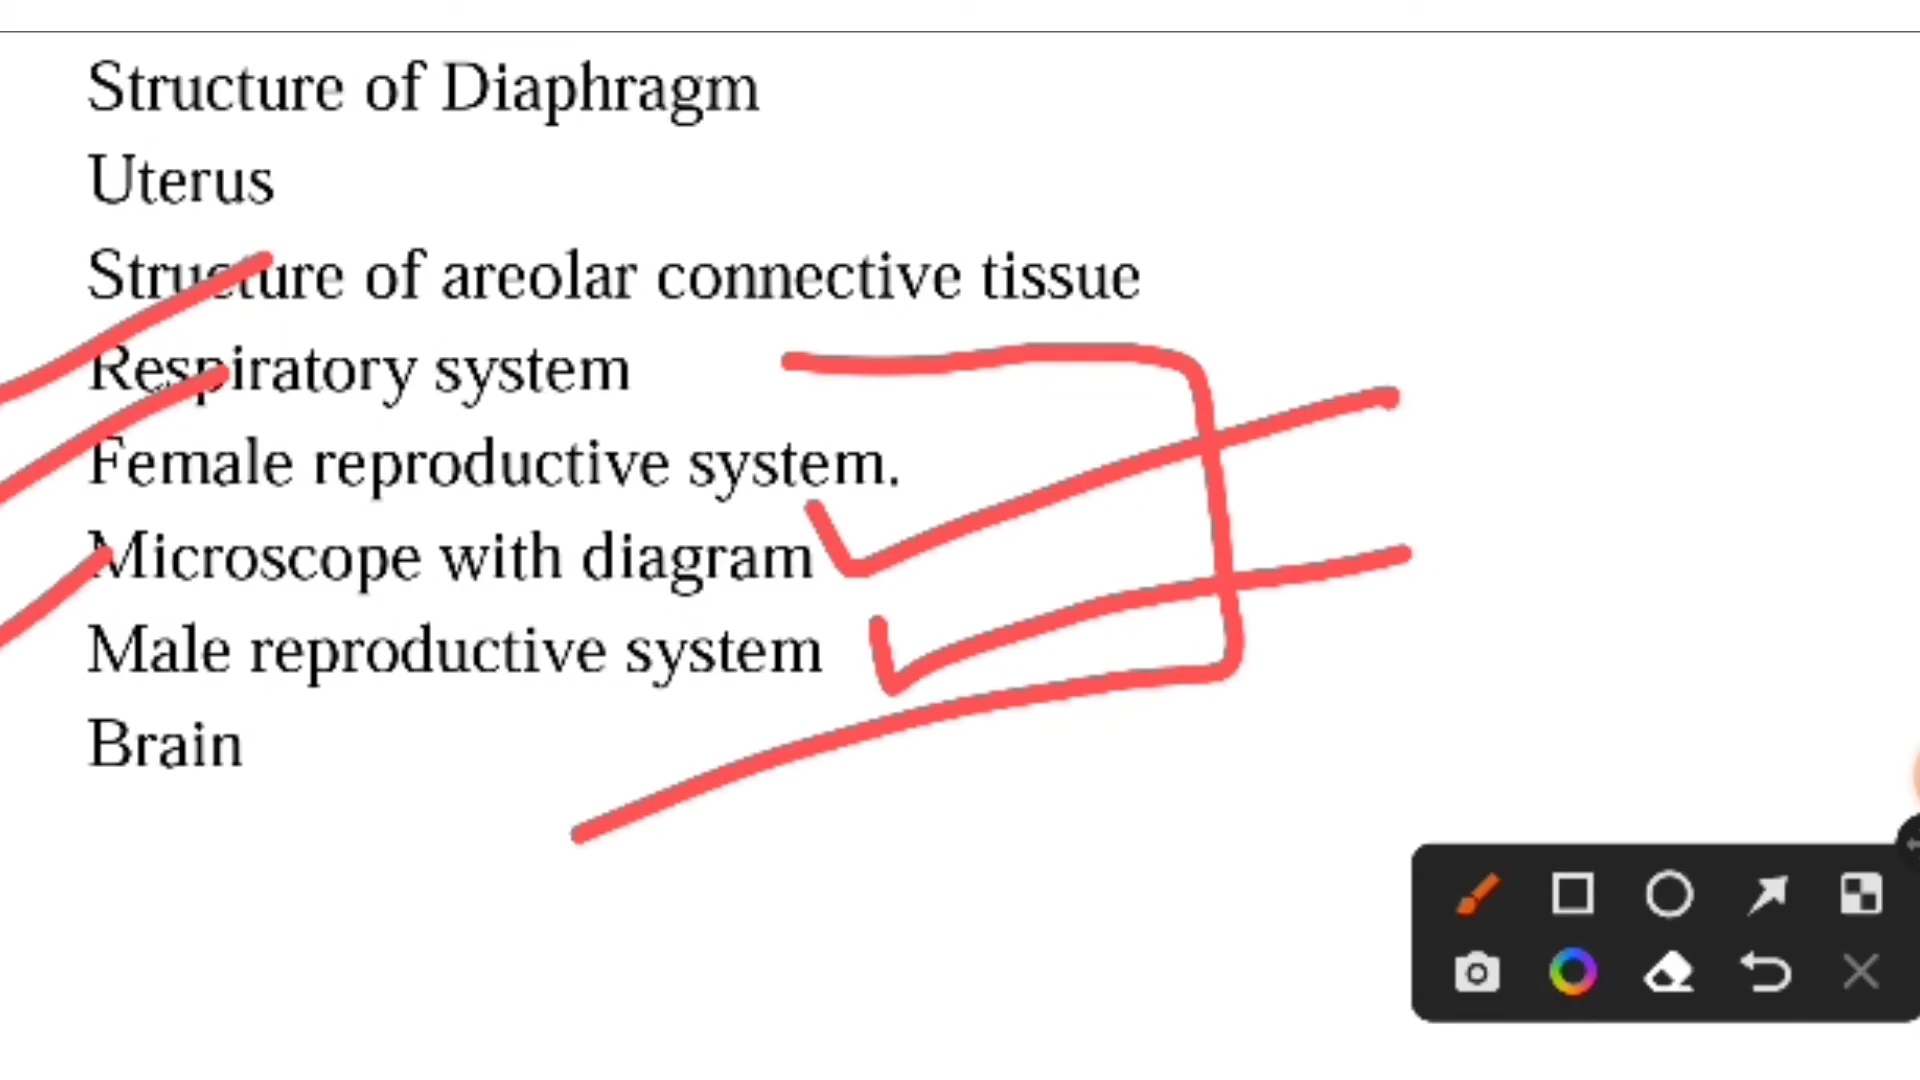 Structure of Diaphragm
Uterus
Structure of areolar connective tissue
Respiratory system
Female reproductive system.
Microscope with diagram
Male reproductive system
Brain